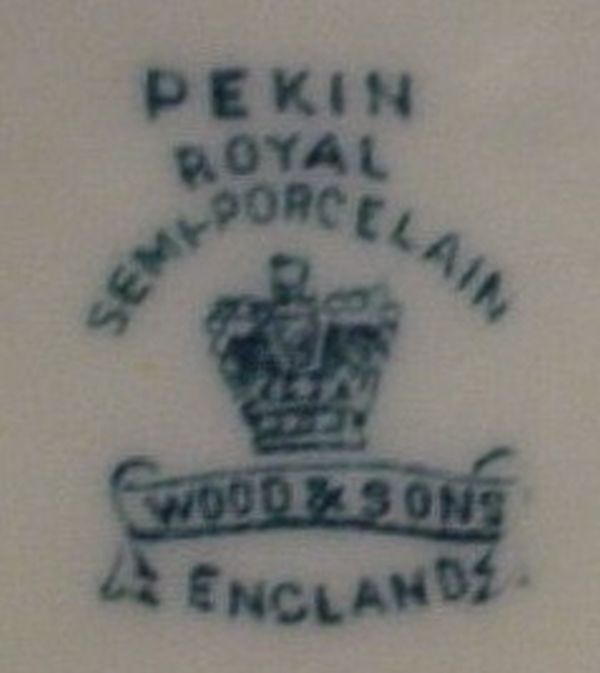 PEKIN
ROYAL
SEMI-PORCELAIN
WOOD & SONS
ENGLAND